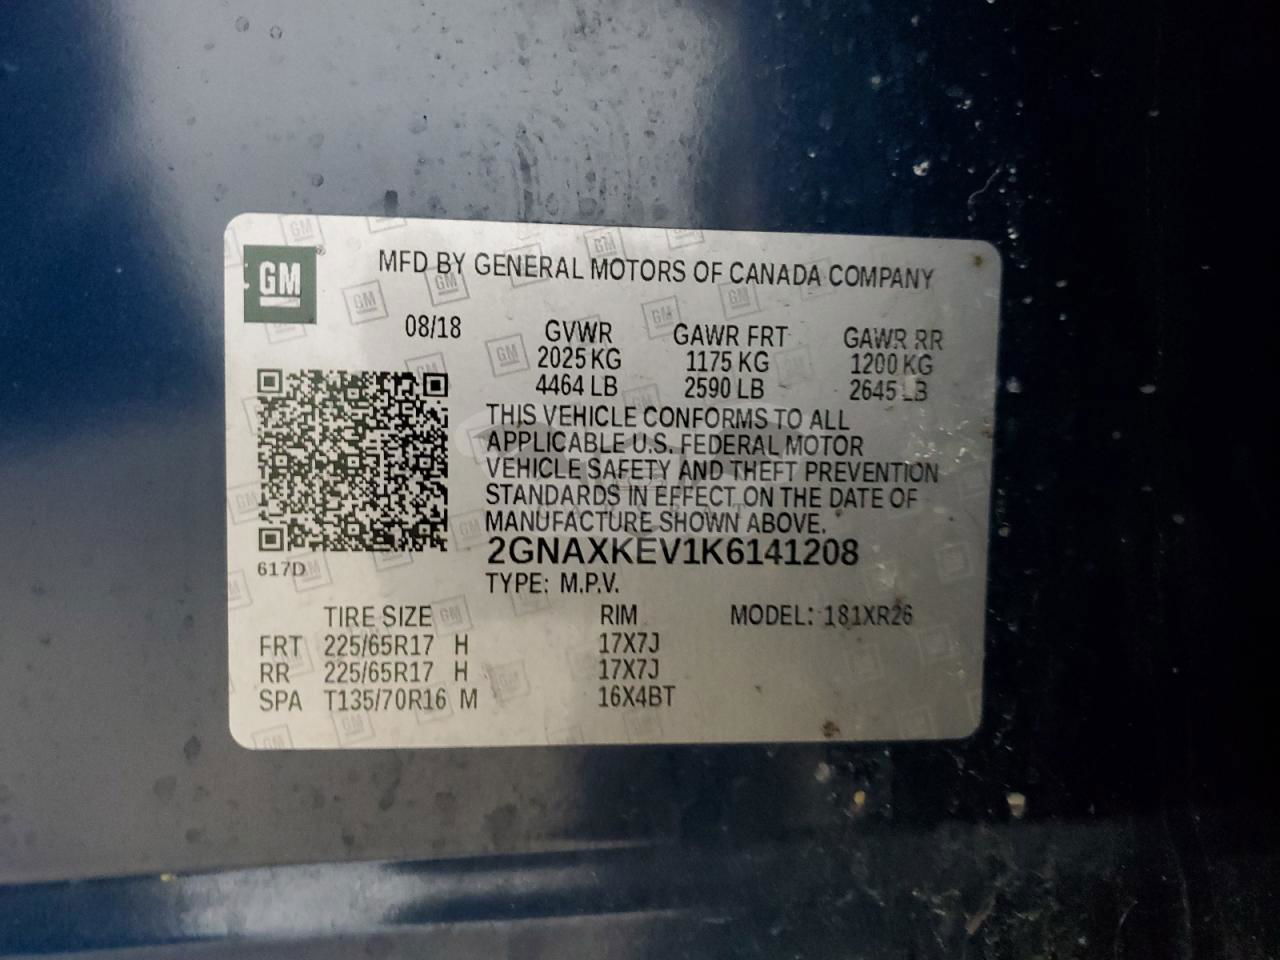 GM
MFD BY GENERAL MOTORS OF CANADA COMPANY
08/18 GVWR GAWR FRT GAWR RR
2025 KG 1175 KG 1200 KG
4464 LB 2590 LB 2645 LB
THIS VEHICLE CONFORMS TO ALL
APPLICABLE U.S. FEDERAL MOTOR
VEHICLE SAFETY AND THEFT PREVENTION
STANDARDS IN EFFECT ON THE DATE OF
MANUFACTURE SHOWN ABOVE.
2GNAXKEV1K6141208
617D
TYPE: M.P.V.
TIRE SIZE RIM MODEL: 181XR26
FRT 225/65R17 H 17X7J
RR 225/65R17 H 17X7J
SPA T135/70R16 M 16X4BT